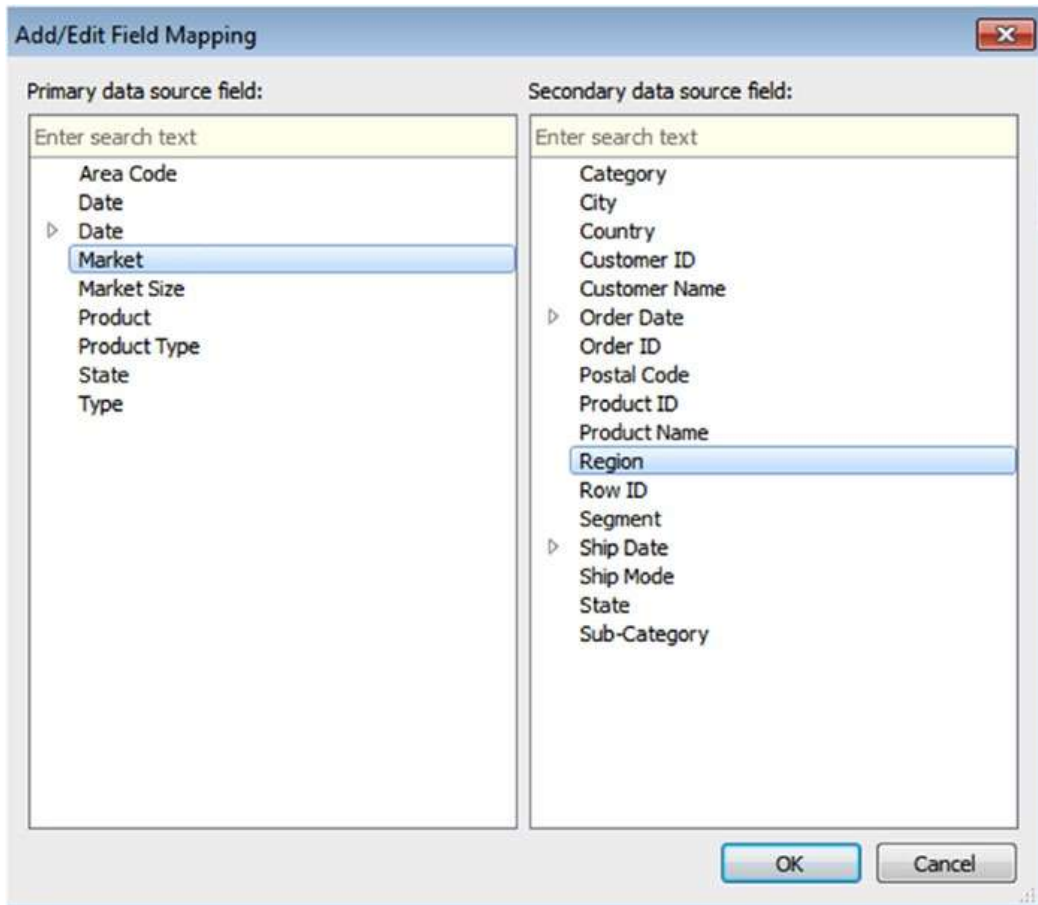 Add/Edit Field Mapping
Primary data source field:
Enter search text
Area Code
Date
Date
Market
Market Size
Product
Product Type
State
Type
Secondary data source field:
Enter search text
Category
City
Country
Customer ID
Customer Name
Order Date
Order ID
Postal Code
Product ID
Product Name
Region
Row ID
Segment
Ship Date
Ship Mode
State
Sub-Category
OK
Cancel